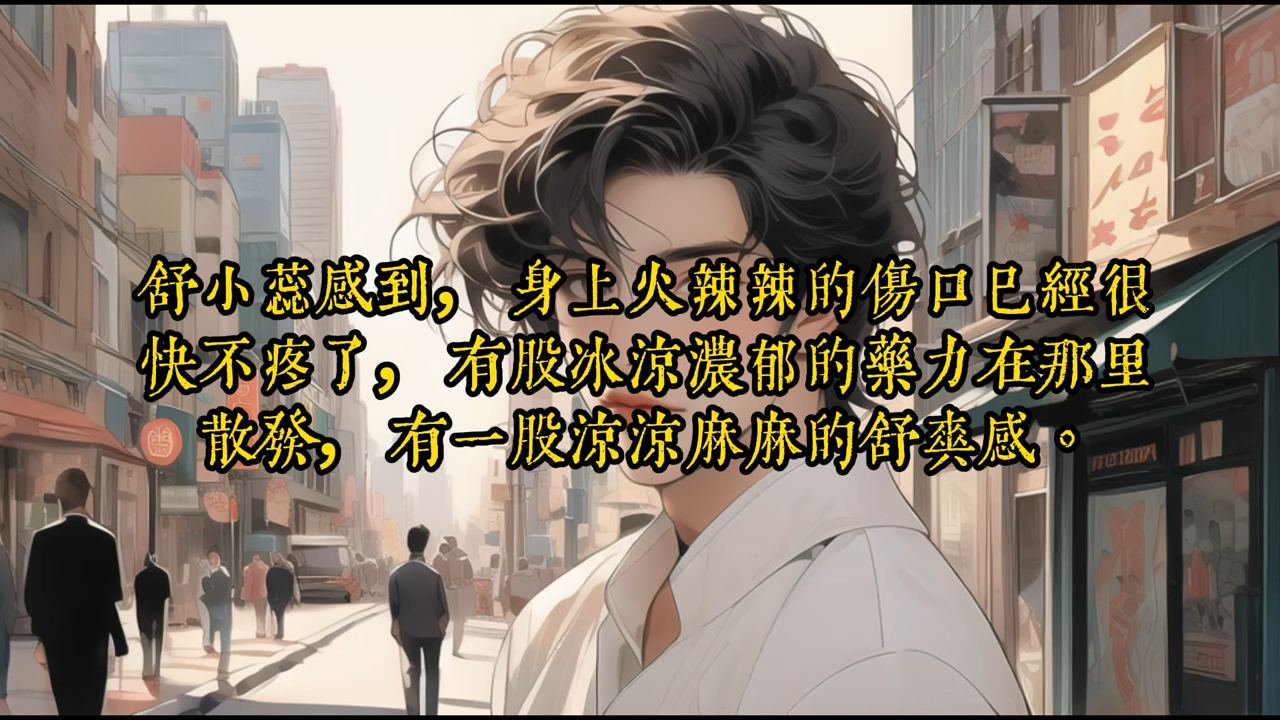 舒小蕊感到，身上火辣辣的傷口已經很
快不疼了，有股冰涼濃郁的藥力在那里
散發，有一股涼涼麻麻的舒爽感。